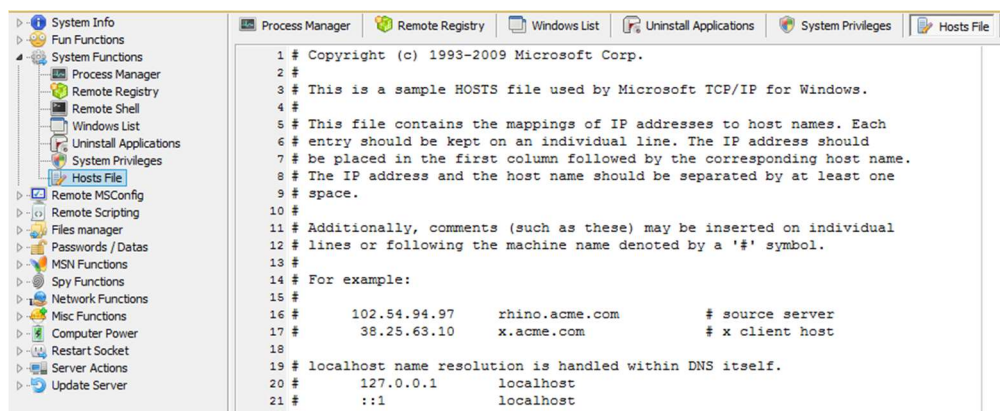 System Info
Fun Functions
System Functions
Process Manager
Remote Registry
Remote Shell
Windows List
Uninstall Applications
System Privileges
Hosts File
Remote MSConfig
Remote Scripting
Files manager
Passwords / Datas
MSN Functions
Spy Functions
Network Functions
Misc Functions
Computer Power
Restart Socket
Server Actions
Update Server
Process Manager Remote Registry Windows List Uninstall Applications System Privileges Hosts File
1 # Copyright (c) 1993-2009 Microsoft Corp.
2 #
3 # This is a sample HOSTS file used by Microsoft TCP/IP for Windows.
4 #
5 # This file contains the mappings of IP addresses to host names. Each
6 # entry should be kept on an individual line. The IP address should
7 # be placed in the first column followed by the corresponding host name.
8 # The IP address and the host name should be separated by at least one
9 # space.
10 #
11 # Additionally, comments (such as these) may be inserted on individual
12 # lines or following the machine name denoted by a '#' symbol.
13 #
14 # For example:
15 #
16 # 102.54.94.97 rhino.acme.com # source server
17 # 38.25.63.10 x.acme.com # x client host
18
19 # localhost name resolution is handled within DNS itself.
20 # 127.0.0.1 localhost
21 # ::1 localhost